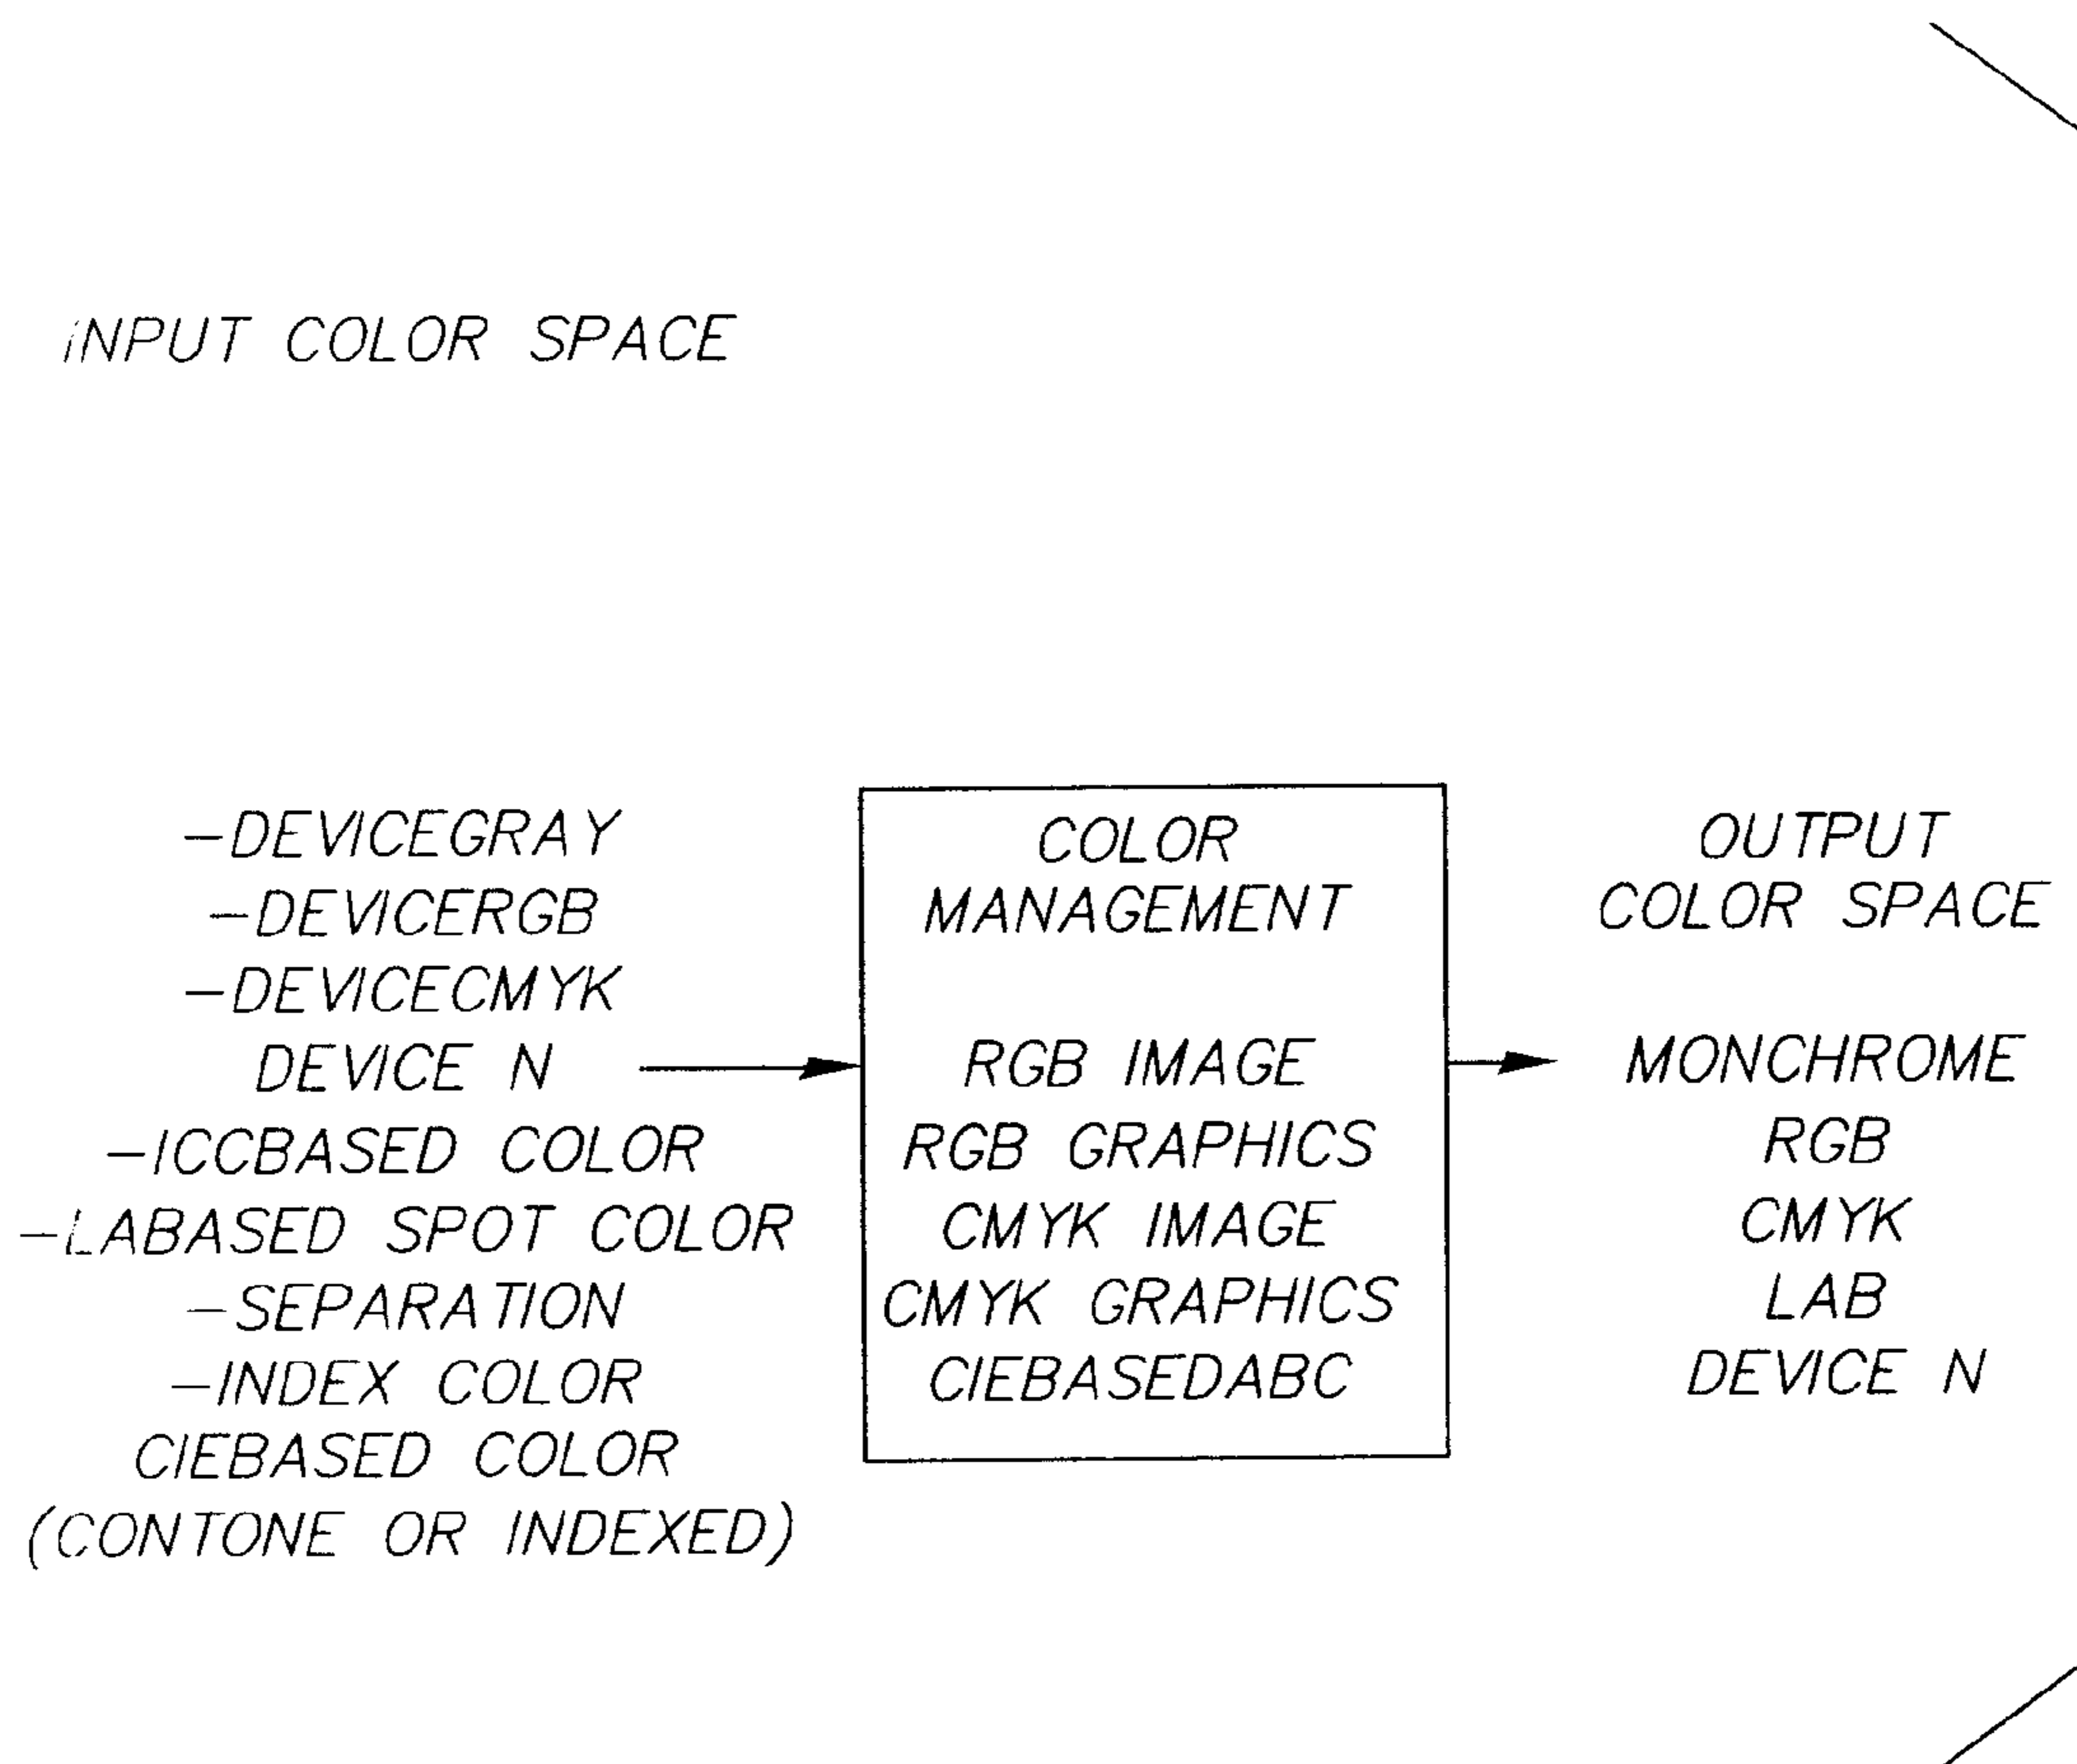 INPUT COLOR SPACE
-DEVICEGRAY
-DEVICERGB
-DEVICECMYK
DEVICE N
-ICCBASED COLOR
-LABASED SPOT COLOR
-SEPARATION
-INDEX COLOR
CIEBASED COLOR
(CONTONE OR INDEXED)
COLOR
MANAGEMENT
RGB IMAGE
RGB GRAPHICS
CMYK IMAGE
CMYK GRAPHICS
CIEBASEDABC
OUTPUT
COLOR SPACE
MONCHROME
RGB
CMYK
LAB
DEVICE N